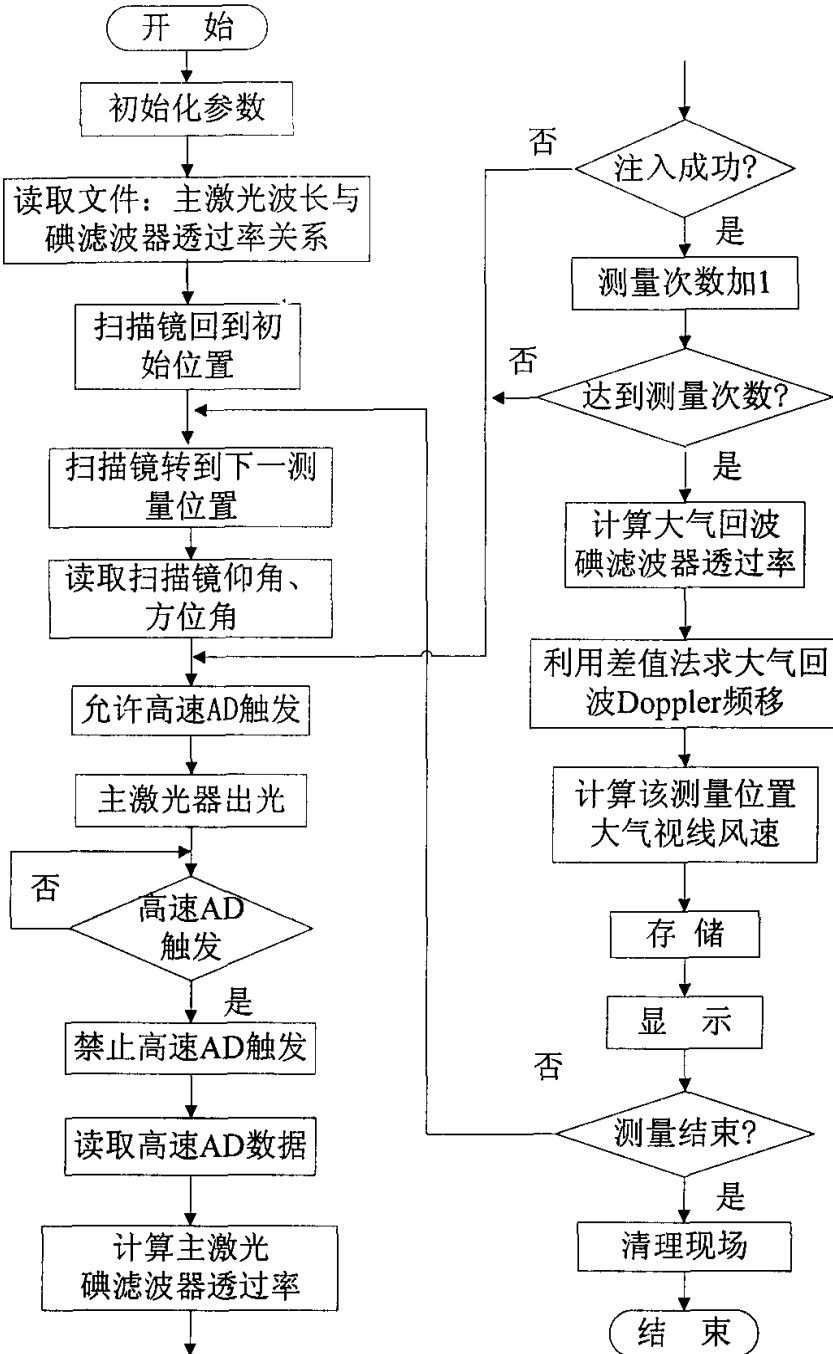 开 始
初始化参数
读取文件：主激光波长与
碘滤波器透过率关系
扫描镜回到初
始位置
扫描镜转到下一测
量位置
读取扫描镜仰角、
方位角
允许高速AD触发
主激光器出光
否
高速AD
触发
是
禁止高速AD触发
读取高速AD数据
计算主激光
碘滤波器透过率
否
注入成功?
是
测量次数加1
否
达到测量次数?
是
计算大气回波
碘滤波器透过率
利用差值法求大气回
波Doppler频移
计算该测量位置
大气视线风速
存 储
显 示
否
测量结束?
是
清理现场
结 束